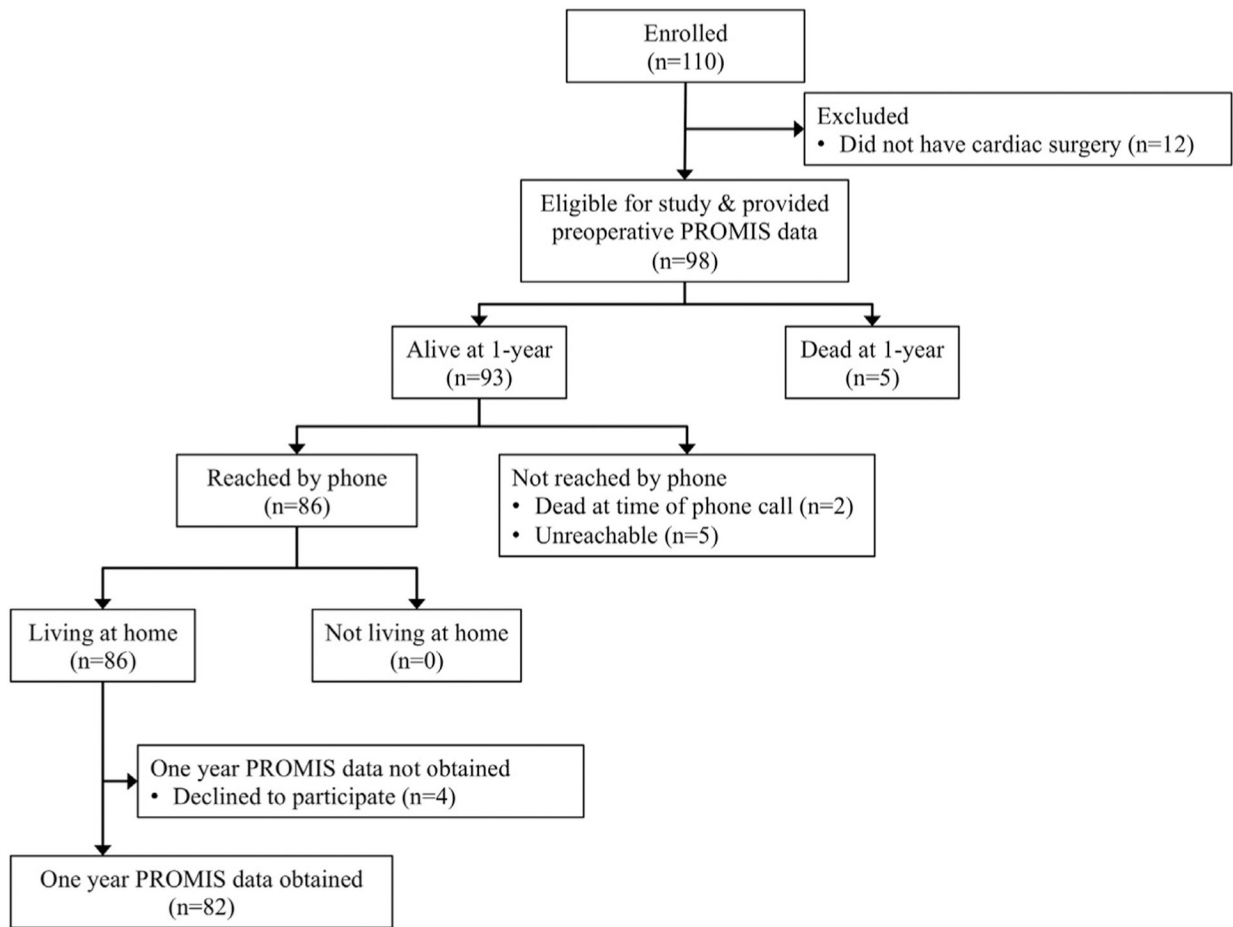 Enrolled
(n=110)
Excluded
• Did not have cardiac surgery (n=12)
Eligible for study & provided
preoperative PROMIS data
(n=98)
Alive at 1-year
(n=93)
Dead at 1-year
(n=5)
Reached by phone
(n=86)
Not reached by phone
• Dead at time of phone call (n=2)
• Unreachable (n=5)
Living at home
(n=86)
Not living at home
(n=0)
One year PROMIS data not obtained
• Declined to participate (n=4)
One year PROMIS data obtained
(n=82)